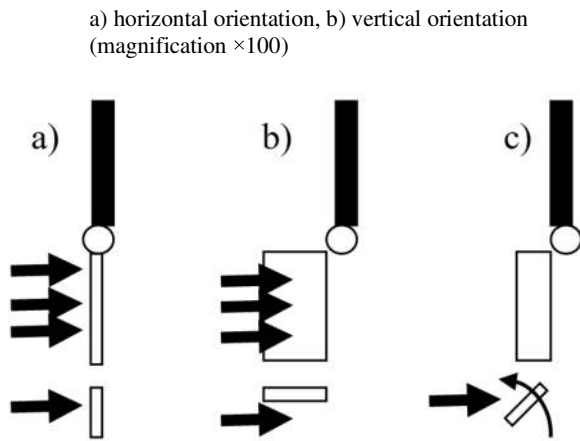 a) horizontal orientation, b) vertical orientation
(magnification ×100)
a) b) c)